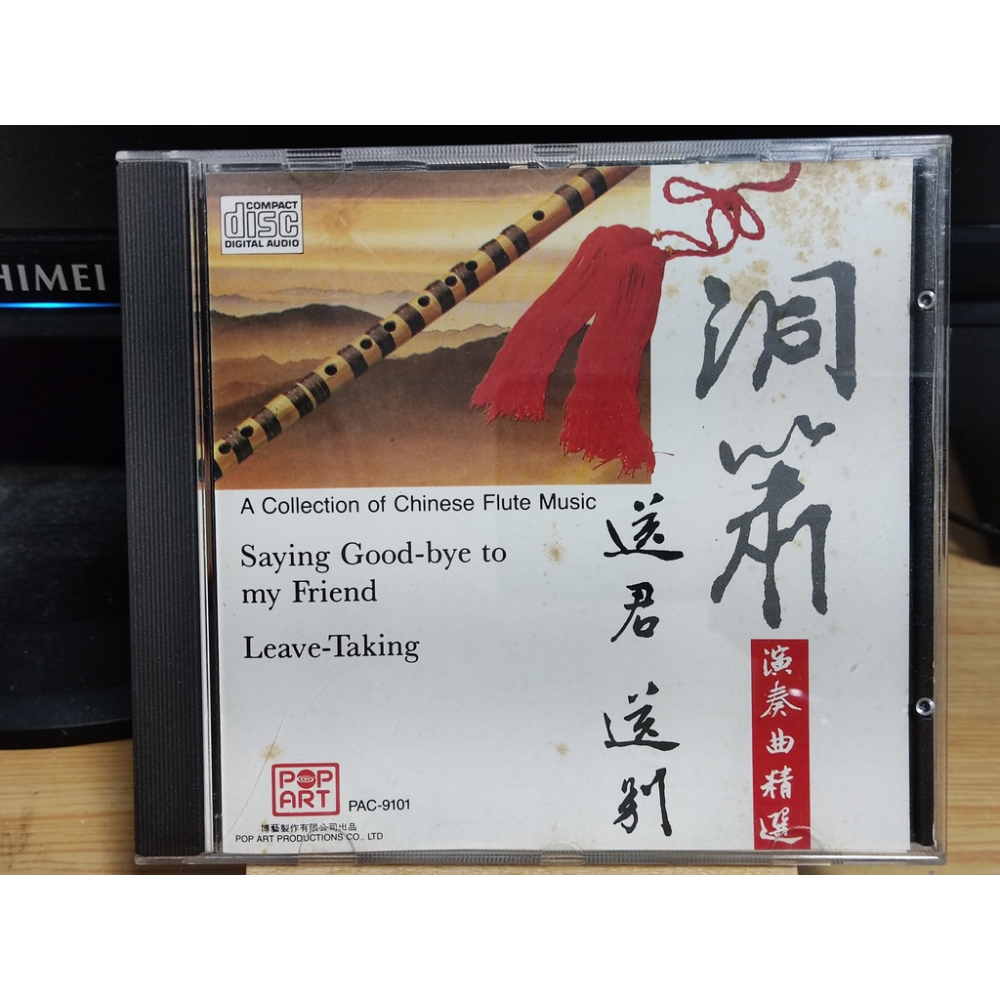 HIMEI
COMPACT
disc
DIGITAL AUDIO
A Collection of Chinese Flute Music
Saying Good-bye to
my Friend
Leave-Taking
洞簫
送君 送別
演奏曲精選
POP
ART
PAC-9101
博藝製作有限公司出品
POP ART PRODUCTIONS CO., LTD